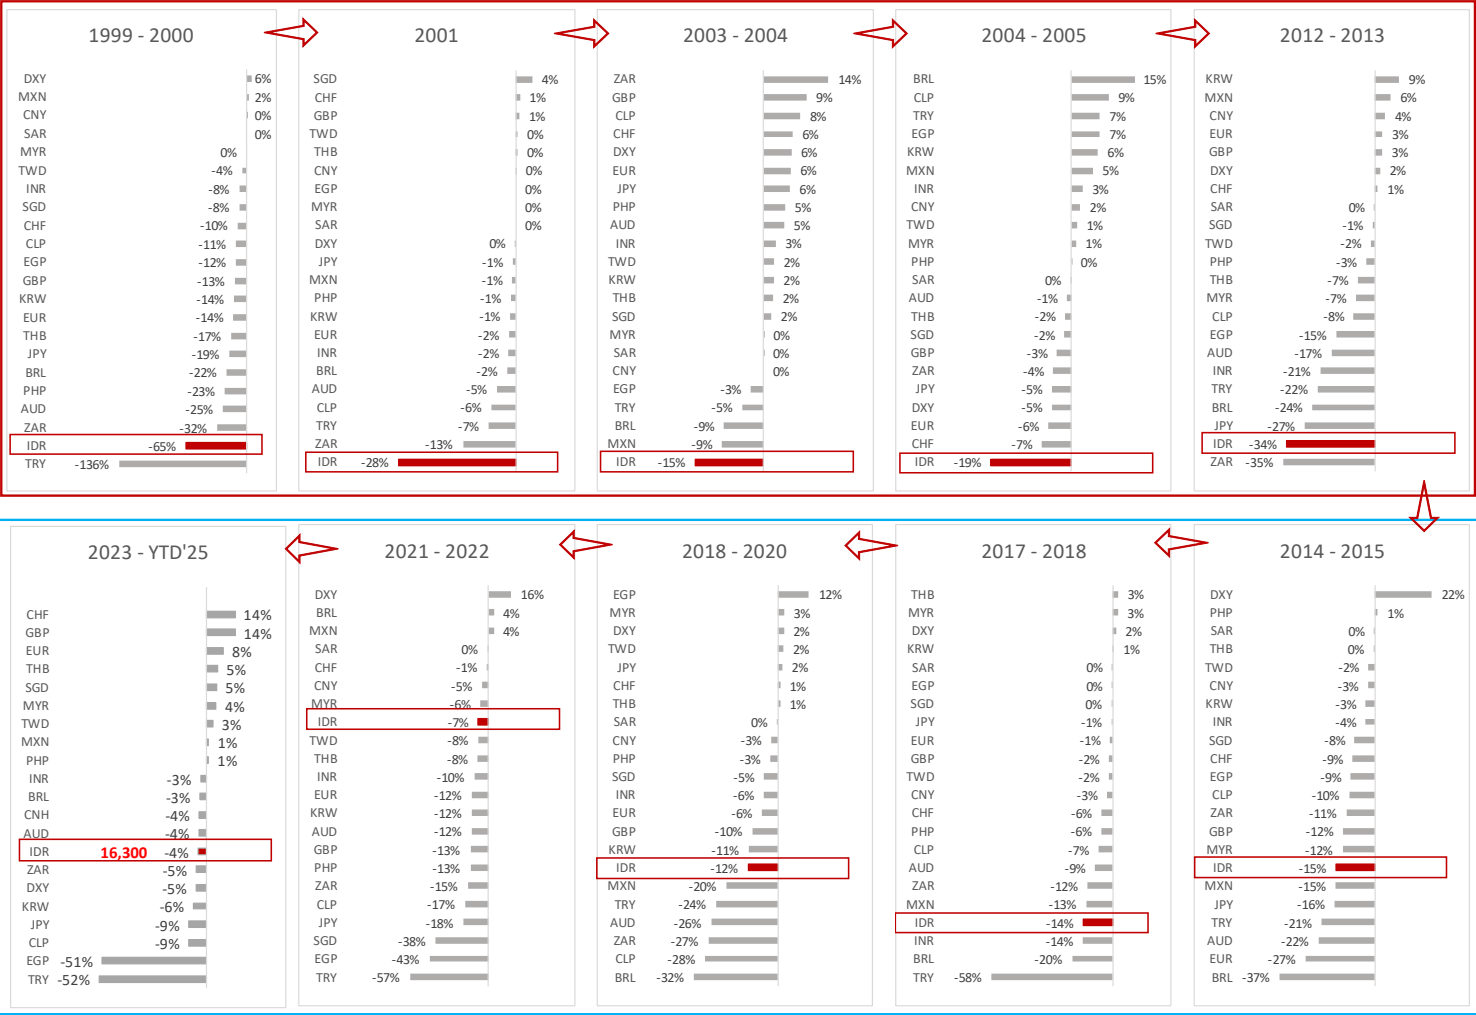 1999 - 2000
DXY 6%
MXN 2%
CNY 0%
SAR 0%
MYR 0%
TWD -4%
INR -8%
SGD -8%
CHF -10%
CLP -11%
EGP -12%
GBP -13%
KRW -14%
EUR -14%
THB -17%
JPY -19%
BRL -22%
PHP -23%
AUD -25%
ZAR -32%
IDR -65%
TRY -136%
2001
SGD 4%
CHF 1%
GBP 1%
TWD 0%
THB 0%
CNY 0%
EGP 0%
MYR 0%
SAR 0%
DXY 0%
JPY -1%
MXN -1%
PHP -1%
KRW -1%
EUR -2%
INR -2%
BRL -2%
AUD -5%
CLP -6%
TRY -7%
ZAR -13%
IDR -28%
2003 - 2004
ZAR 14%
GBP 9%
CLP 8%
CHF 6%
DXY 6%
EUR 6%
JPY 6%
PHP 5%
AUD 5%
INR 3%
TWD 2%
KRW 2%
THB 2%
SGD 2%
MYR 0%
SAR 0%
CNY 0%
EGP -3%
TRY -5%
BRL -9%
MXN -9%
IDR -15%
2004 - 2005
BRL 15%
CLP 9%
TRY 7%
EGP 7%
KRW 6%
MXN 5%
INR 3%
CNY 2%
TWD 1%
MYR 1%
PHP 0%
SAR 0%
AUD -1%
THB -2%
SGD -2%
GBP -3%
ZAR -4%
JPY -5%
DXY -5%
EUR -6%
CHF -7%
IDR -19%
2012 - 2013
KRW 9%
MXN 6%
CNY 4%
EUR 3%
GBP 3%
DXY 2%
CHF 1%
SAR 0%
SGD -1%
TWD -2%
PHP -3%
THB -7%
MYR -7%
CLP -8%
EGP -15%
AUD -17%
INR -21%
TRY -22%
BRL -24%
JPY -27%
IDR -34%
ZAR -35%
2023 - YTD'25
CHF 14%
GBP 14%
EUR 8%
THB 5%
SGD 5%
MYR 4%
TWD 3%
MXN 1%
PHP 1%
INR -3%
BRL -3%
CNH -4%
AUD -4%
IDR 16,300 -4%
ZAR -5%
DXY -5%
KRW -6%
JPY -9%
CLP -9%
EGP -51%
TRY -52%
2021 - 2022
DXY 16%
BRL 4%
MXN 4%
SAR 0%
CHF -1%
CNY -5%
MYR -6%
IDR -7%
TWD -8%
THB -8%
INR -10%
EUR -12%
KRW -12%
AUD -12%
GBP -13%
PHP -13%
ZAR -15%
CLP -17%
JPY -18%
SGD -38%
EGP -43%
TRY -57%
2018 - 2020
EGP 12%
MYR 3%
DXY 2%
TWD 2%
JPY 2%
CHF 1%
THB 1%
SAR 0%
CNY -3%
PHP -3%
SGD -5%
INR -6%
EUR -6%
GBP -10%
KRW -11%
IDR -12%
MXN -20%
TRY -24%
AUD -26%
ZAR -27%
CLP -28%
BRL -32%
2017 - 2018
THB 3%
MYR 3%
DXY 2%
KRW 1%
SAR 0%
EGP 0%
SGD 0%
JPY -1%
EUR -1%
GBP -2%
TWD -2%
CNY -3%
CHF -6%
PHP -6%
CLP -7%
AUD -9%
ZAR -12%
MXN -13%
IDR -14%
INR -14%
BRL -20%
TRY -58%
2014 - 2015
DXY 22%
PHP 1%
SAR 0%
THB 0%
TWD -2%
CNY -3%
KRW -3%
INR -4%
SGD -8%
CHF -9%
EGP -9%
CLP -10%
ZAR -11%
GBP -12%
MYR -12%
IDR -15%
MXN -15%
JPY -16%
TRY -21%
AUD -22%
EUR -27%
BRL -37%